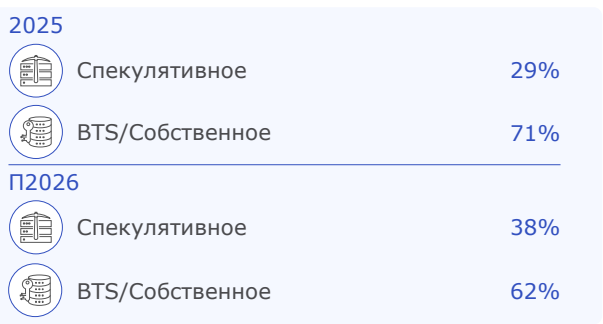 2025
Спекулятивное 29%
BTS/Собственное 71%
П2026
Спекулятивное 38%
BTS/Собственное 62%